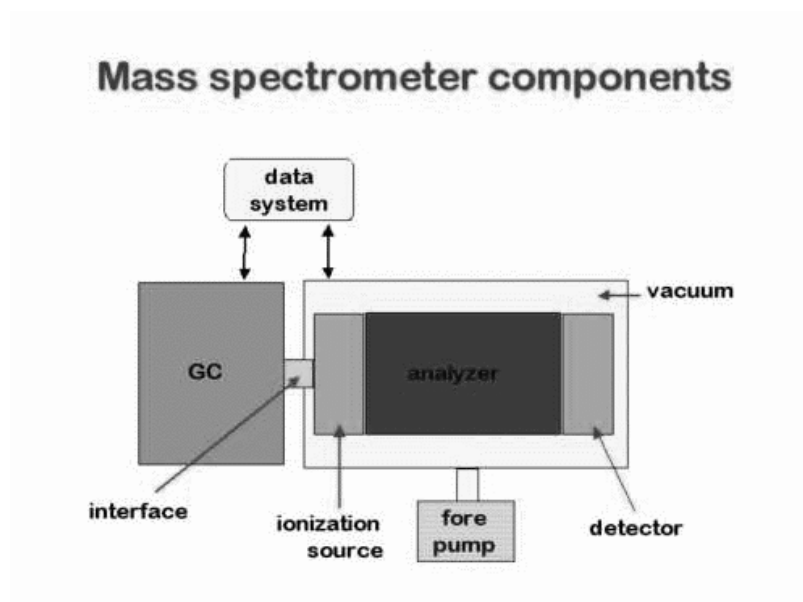 Mass spectrometer components
data
system
vacuum
GC
analyzer
interface
ionization
source
fore
pump
detector